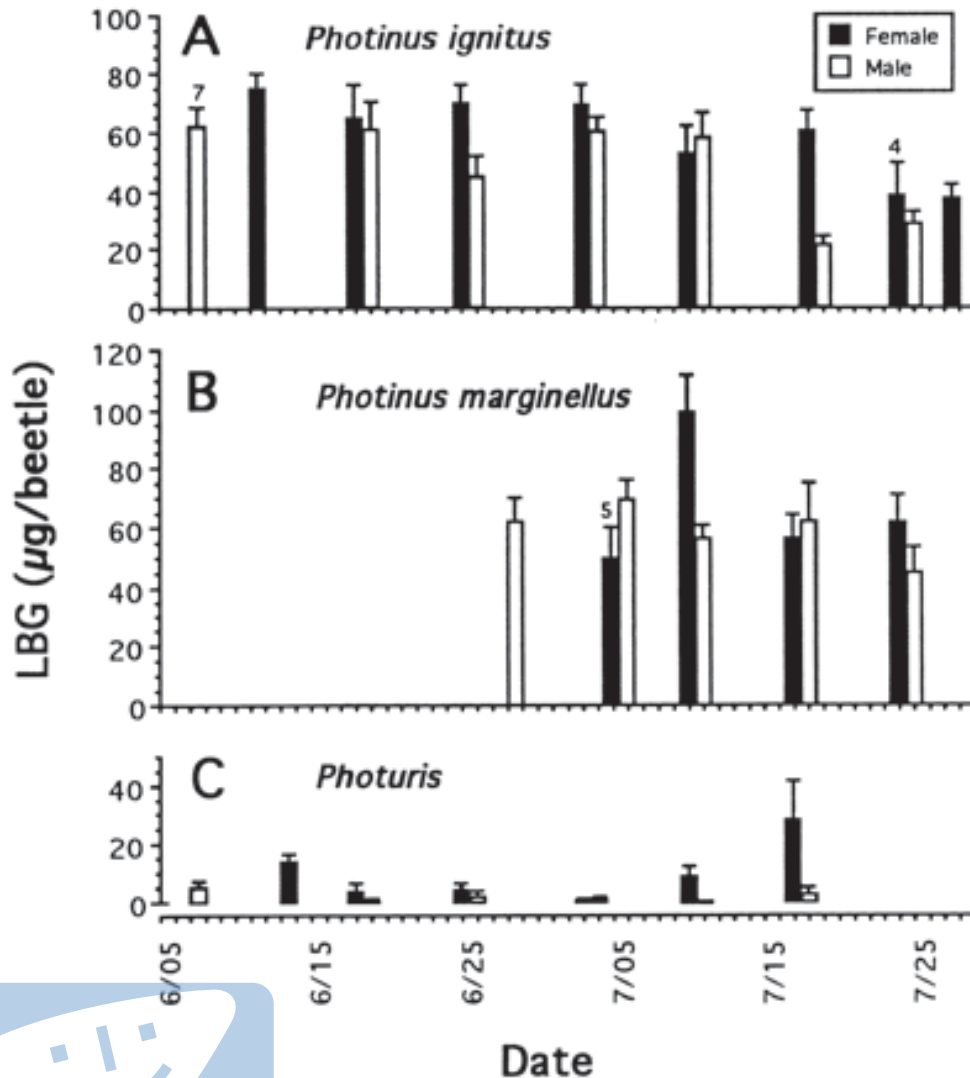 A
Photinus ignitus
Female
Male
100
80
60
40
20
0
7
4
B
Photinus marginellus
120
100
80
60
40
20
0
5
LBG (µg/beetle)
C
Photuris
40
20
0
6/05
6/15
6/25
7/05
7/15
7/25
Date